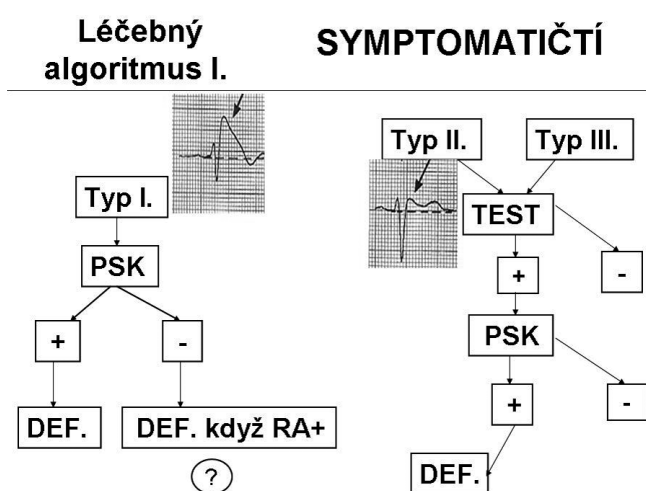 Léčebný
algoritmus I.
SYMPTOMATIČTÍ
Typ I.
PSK
+
-
DEF.
DEF. když RA+
?
Typ II.
Typ III.
TEST
+
-
PSK
+
-
DEF.